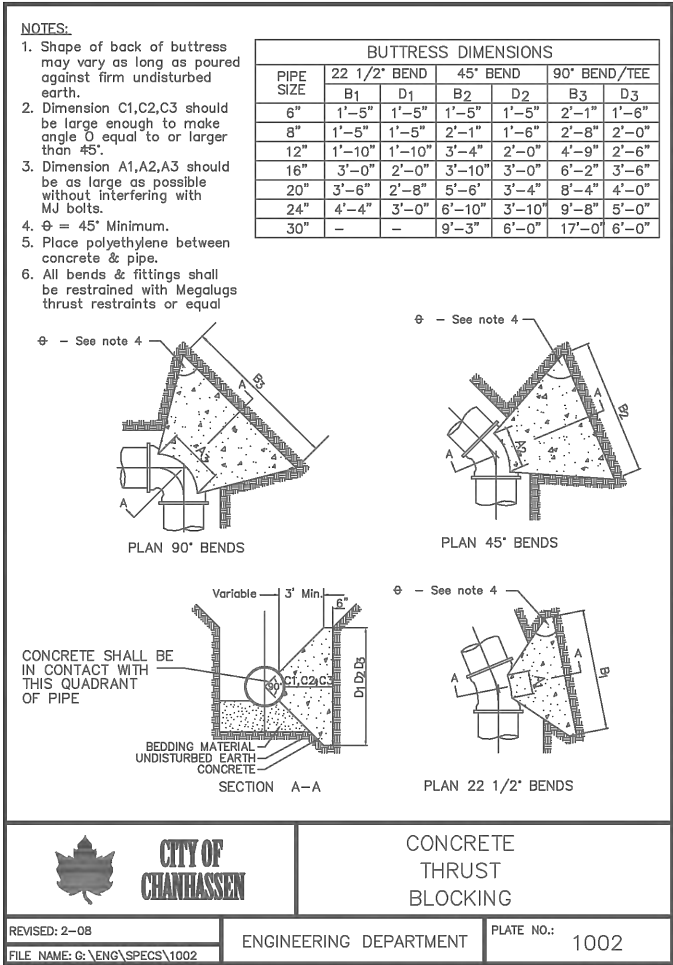 NOTES:
1. Shape of back of buttress
may vary as long as poured
against firm undisturbed
earth.
2. Dimension C1,C2,C3 should
be large enough to make
angle O equal to or larger
than 45°.
3. Dimension A1,A2,A3 should
be as large as possible
without interfering with
MJ bolts.
4. θ = 45° Minimum.
5. Place polyethylene between
concrete & pipe.
6. All bends & fittings shall
be restrained with Megalugs
thrust restraints or equal
BUTTRESS DIMENSIONS
PIPE SIZE 22 1/2° BEND 45° BEND 90° BEND/TEE
B1 D1 B2 D2 B3 D3
6" 1'-5" 1'-5" 1'-5" 1'-5" 2'-1" 1'-6"
8" 1'-5" 1'-5" 2'-1" 1'-6" 2'-8" 2'-0"
12" 1'-10" 1'-10" 3'-4" 2'-0" 4'-9" 2'-6"
16" 3'-0" 2'-0" 3'-10" 3'-0" 6'-2" 3'-6"
20" 3'-6" 2'-8" 5'-6' 3'-4" 8'-4" 4'-0"
24" 4'-4" 3'-0" 6'-10" 3'-10" 9'-8" 5'-0"
30" - - 9'-3" 6'-0" 17'-0" 6'-0"
θ - See note 4
A
B3
A3
A
PLAN 90° BENDS
θ - See note 4
A
B2
A2
A
PLAN 45° BENDS
Variable
3' Min.
6"
CONCRETE SHALL BE
IN CONTACT WITH
THIS QUADRANT
OF PIPE
90°
C1,C2,C3
D1 D2 D3
BEDDING MATERIAL
UNDISTURBED EARTH
CONCRETE
SECTION A-A
θ - See note 4
A
B1
A1
A
PLAN 22 1/2° BENDS
CITY OF
CHANHASSEN
CONCRETE
THRUST
BLOCKING
REVISED: 2-08
FILE NAME: G:\ENG\SPECS\1002
ENGINEERING DEPARTMENT
PLATE NO.:
1002